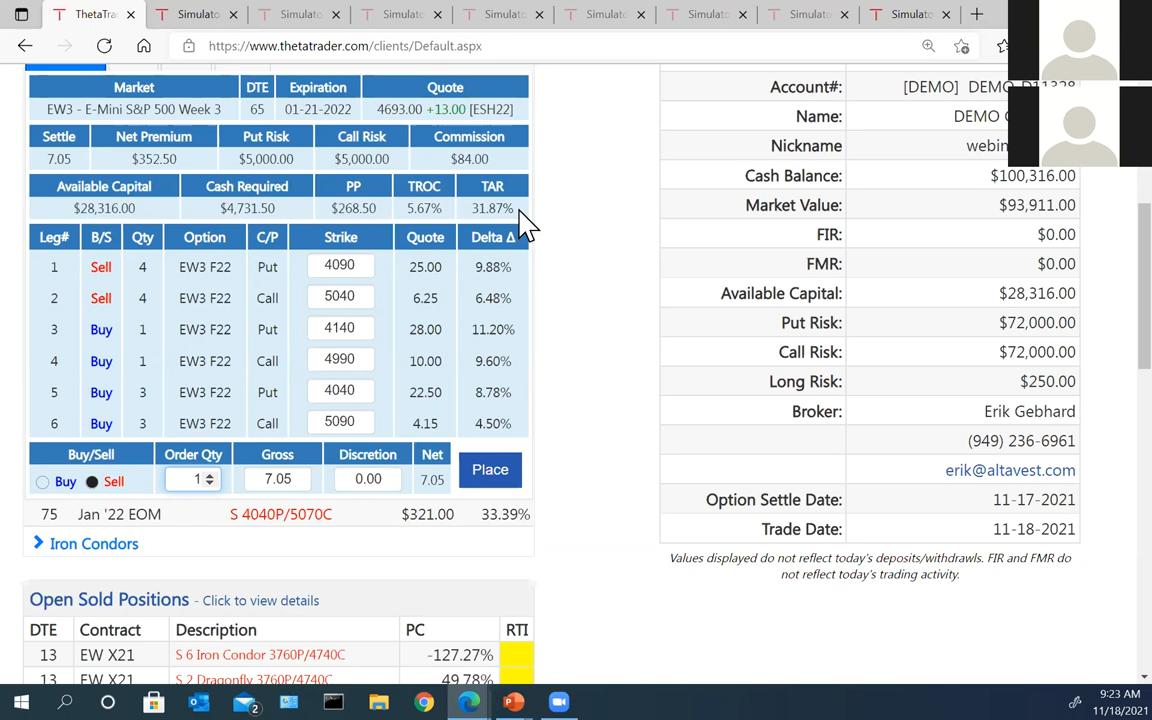 ThetaTra
Simulato
Simulato
Simulato
Simulato
Simulato
Simulato
Simulato
Simulato
https://www.thetatrader.com/clients/Default.aspx
Market DTE Expiration Quote
EW3 - E-Mini S&P 500 Week 3 65 01-21-2022 4693.00 +13.00 [ESH22]
Settle Net Premium Put Risk Call Risk Commission
7.05 $352.50 $5,000.00 $5,000.00 $84.00
Available Capital Cash Required PP TROC TAR
$28,316.00 $4,731.50 $268.50 5.67% 31.87%
Leg# B/S Qty Option C/P Strike Quote Delta Δ
1 Sell 4 EW3 F22 Put 4090 25.00 9.88%
2 Sell 4 EW3 F22 Call 5040 6.25 6.48%
3 Buy 1 EW3 F22 Put 4140 28.00 11.20%
4 Buy 1 EW3 F22 Call 4990 10.00 9.60%
5 Buy 3 EW3 F22 Put 4040 22.50 8.78%
6 Buy 3 EW3 F22 Call 5090 4.15 4.50%
Buy/Sell Order Qty Gross Discretion Net
Buy Sell 1 7.05 0.00 7.05 Place
75 Jan '22 EOM S 4040P/5070C $321.00 33.39%
Iron Condors
Open Sold Positions - Click to view details
DTE Contract Description PC RTI
13 EW X21 S 6 Iron Condor 3760P/4740C -127.27%
13 EW X21 S 2 Dragonfly 3760P/4740C 49.78%
Account#: [DEMO] DEMO-D11328
Name: DEMO
Nickname webin
Cash Balance: $100,316.00
Market Value: $93,911.00
FIR: $0.00
FMR: $0.00
Available Capital: $28,316.00
Put Risk: $72,000.00
Call Risk: $72,000.00
Long Risk: $250.00
Broker: Erik Gebhard
(949) 236-6961
erik@altavest.com
Option Settle Date: 11-17-2021
Trade Date: 11-18-2021
Values displayed do not reflect today's deposits/withdrawls. FIR and FMR do
not reflect today's trading activity.
2
9:23 AM
11/18/2021